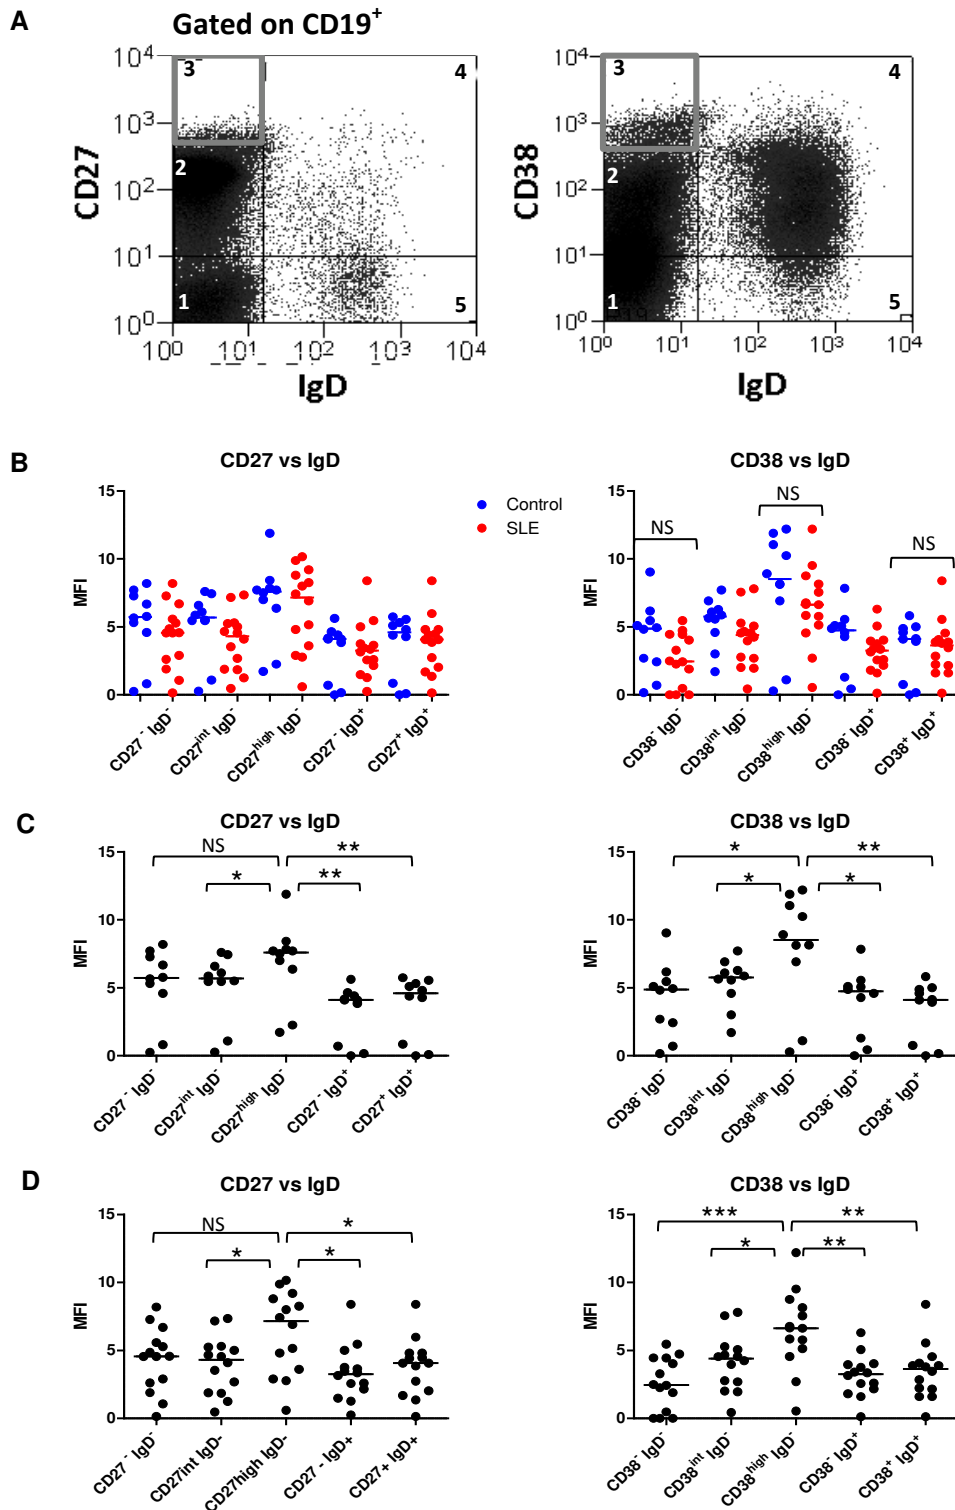 A
Gated on CD19+
10^4
10^3
10^2
10^1
10^0
CD27
3
4
2
1
5
10^0 10^1 10^2 10^3 10^4
IgD
10^4
10^3
10^2
10^1
10^0
CD38
3
4
2
1
5
10^0 10^1 10^2 10^3 10^4
IgD
B
CD27 vs IgD
15
10
5
0
MFI
Control
SLE
CD27- IgD-
CD27int IgD-
CD27high IgD-
CD27- IgD+
CD27+ IgD+
CD38 vs IgD
15
10
5
0
MFI
NS
NS
NS
CD38- IgD-
CD38int IgD-
CD38high IgD-
CD38- IgD+
CD38+ IgD+
C
CD27 vs IgD
15
10
5
0
MFI
NS
**
*
**
CD27- IgD-
CD27int IgD-
CD27high IgD-
CD27- IgD+
CD27+ IgD+
CD38 vs IgD
15
10
5
0
MFI
*
**
*
*
CD38- IgD-
CD38int IgD-
CD38high IgD-
CD38- IgD+
CD38+ IgD+
D
CD27 vs IgD
15
10
5
0
MFI
NS
*
*
*
CD27- IgD-
CD27int IgD-
CD27high IgD-
CD27- IgD+
CD27+ IgD+
CD38 vs IgD
15
10
5
0
MFI
***
**
*
**
CD38- IgD-
CD38int IgD-
CD38high IgD-
CD38- IgD+
CD38+ IgD+